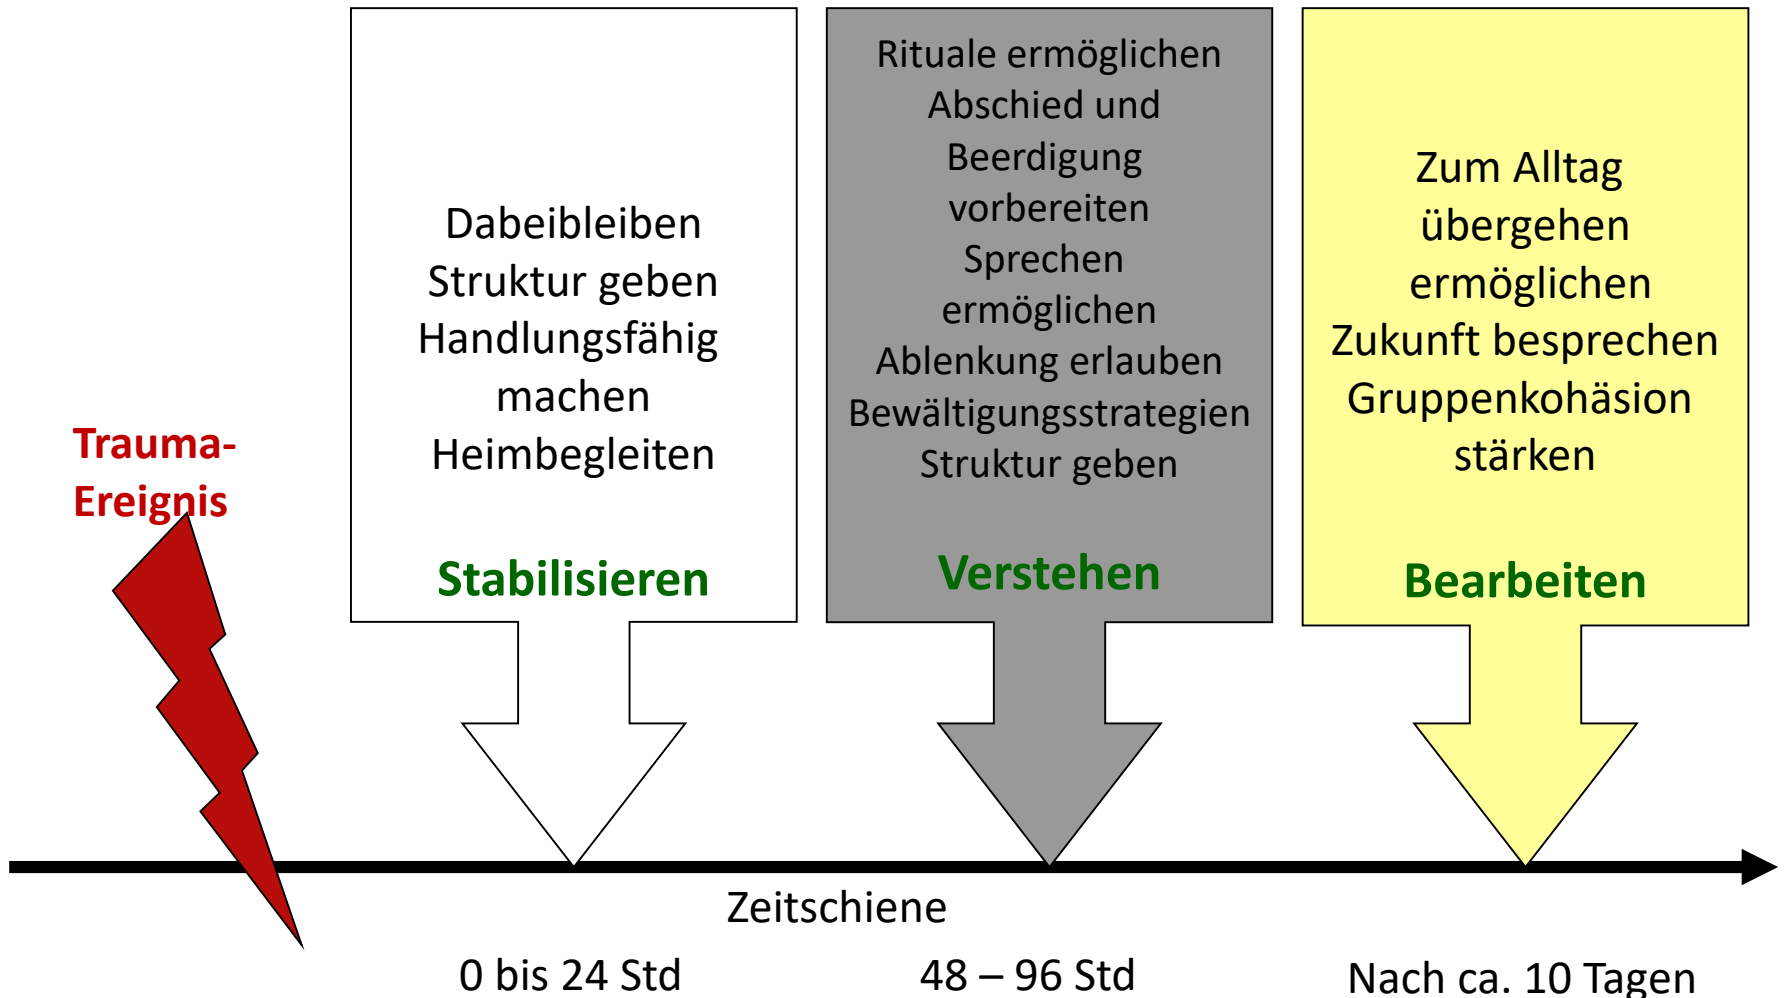 Trauma-
Ereignis
Dabeibleiben
Struktur geben
Handlungsfähig
machen
Heimbegleiten
Stabilisieren
Rituale ermöglichen
Abschied und
Beerdigung
vorbereiten
Sprechen
ermöglichen
Ablenkung erlauben
Bewältigungsstrategien
Struktur geben
Verstehen
Zum Alltag
übergehen
ermöglichen
Zukunft besprechen
Gruppenkohäsion
stärken
Bearbeiten
Zeitschiene
0 bis 24 Std
48 – 96 Std
Nach ca. 10 Tagen